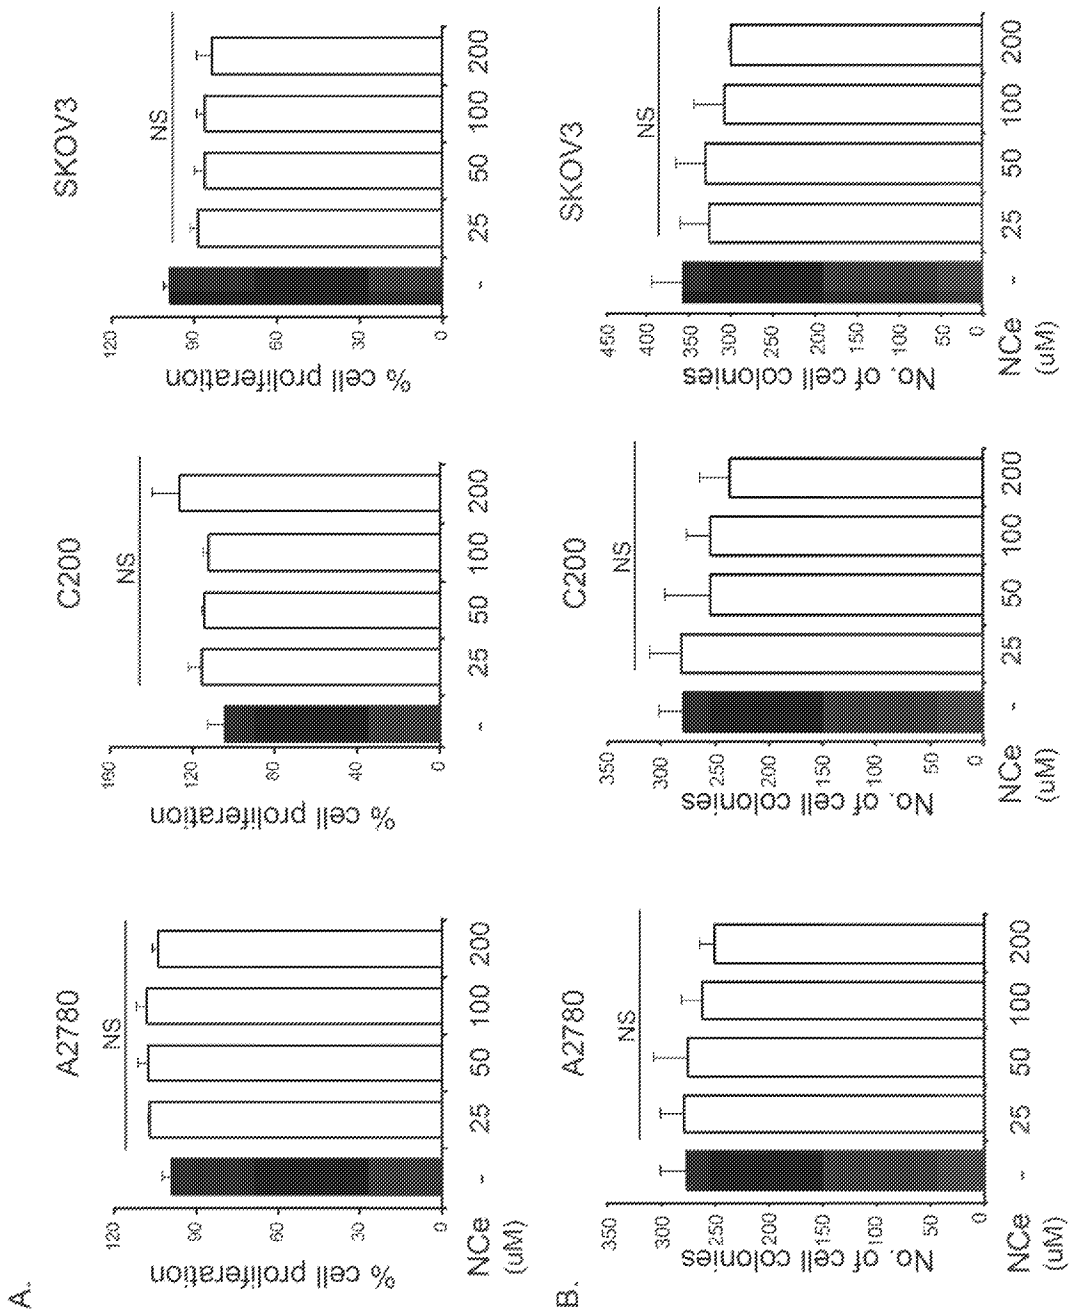 A.
A2780
NS
% cell proliferation
120
90
60
30
0
NCe
(uM)
- 25 50 100 200
C200
NS
% cell proliferation
160
120
80
40
0
- 25 50 100 200
SKOV3
NS
% cell proliferation
120
90
60
30
0
- 25 50 100 200
B.
A2780
NS
No. of cell colonies
350
300
250
200
150
100
50
0
NCe
(uM)
- 25 50 100 200
C200
NS
No. of cell colonies
350
300
250
200
150
100
50
0
NCe
(uM)
- 25 50 100 200
SKOV3
NS
No. of cell colonies
450
400
350
300
250
200
150
100
50
0
NCe
(uM)
- 25 50 100 200